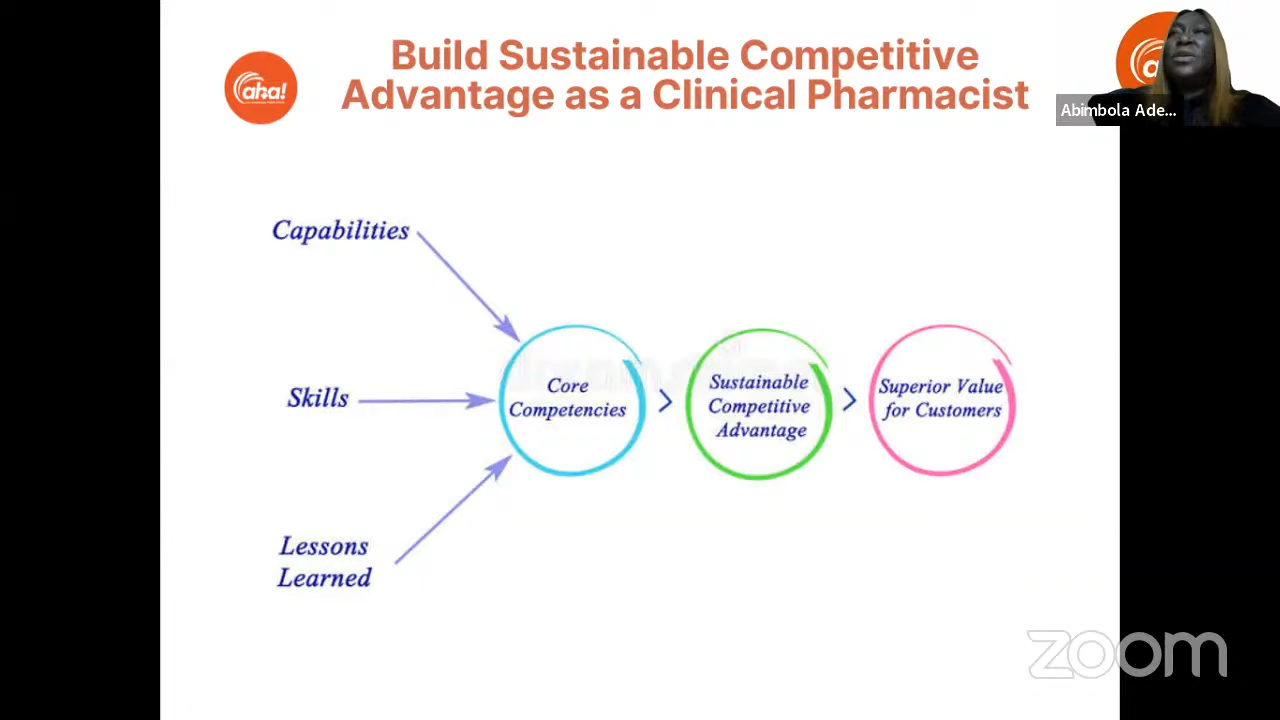 Build Sustainable Competitive
Advantage as a Clinical Pharmacist
aha!
a
Abimbola Ade...
Capabilities
Skills
Lessons
Learned
Core
Competencies
>
Sustainable
Competitive
Advantage
>
Superior Value
for Customers
zoom